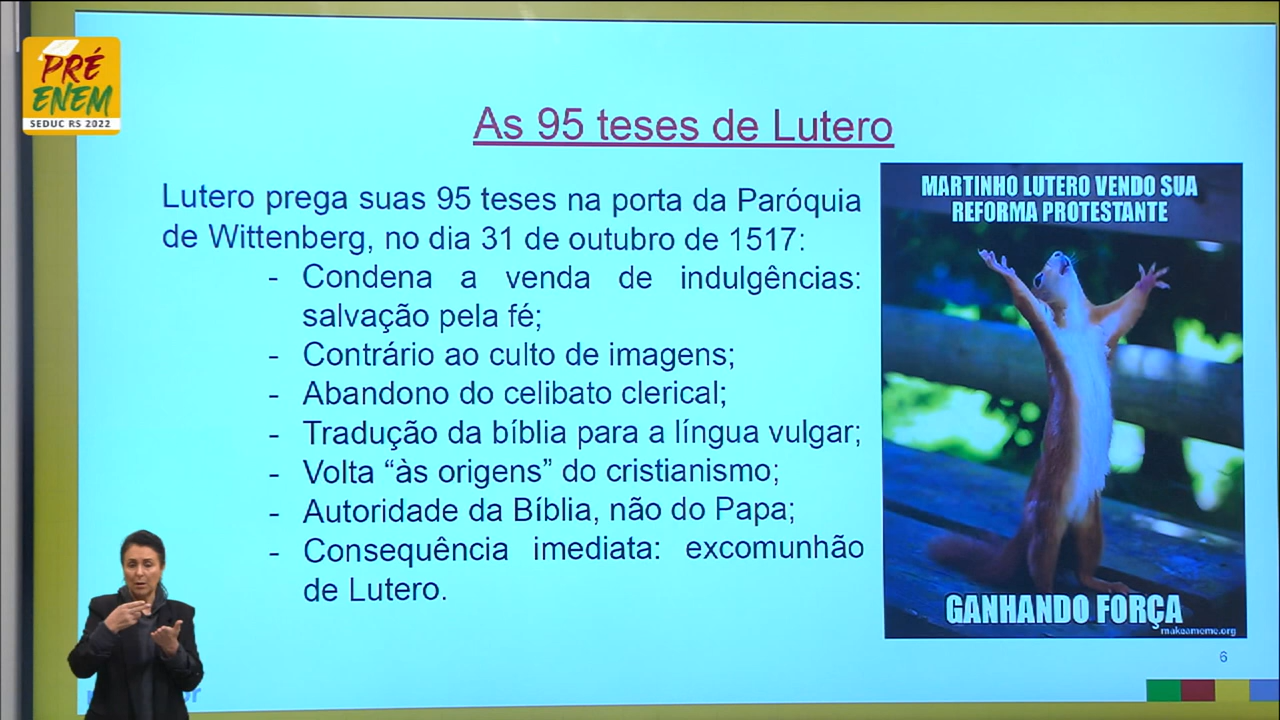 PRÉ
ENEM
SEDUC RS 2022
As 95 teses de Lutero
Lutero prega suas 95 teses na porta da Paróquia
de Wittenberg, no dia 31 de outubro de 1517:
- Condena a venda de indulgências:
salvação pela fé;
- Contrário ao culto de imagens;
- Abandono do celibato clerical;
- Tradução da bíblia para a língua vulgar;
- Volta “às origens” do cristianismo;
- Autoridade da Bíblia, não do Papa;
- Consequência imediata: excomunhão
de Lutero.
MARTINHO LUTERO VENDO SUA
REFORMA PROTESTANTE
GANHANDO FORÇA
makeameme.org
6